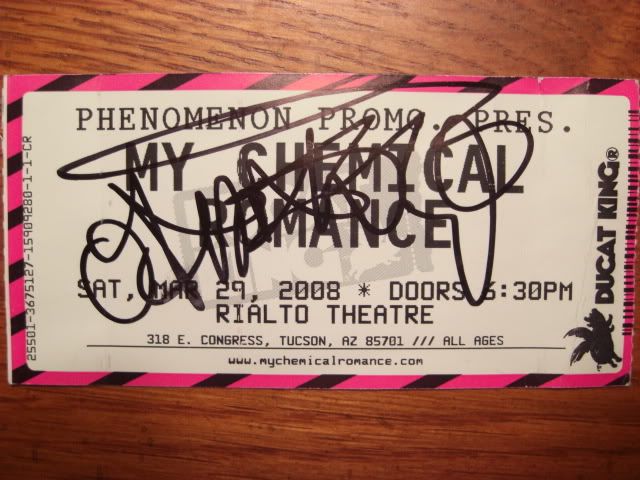 PHENOMENON PROMO. PRES.
MY CHEMICAL
ROMANCE
SAT, MAR 29, 2008 * DOORS 6:30PM
RIALTO THEATRE
318 E. CONGRESS, TUCSON, AZ 85701 /// ALL AGES
www.mychemicalromance.com
25501-3675127-15909280-1-1-CR
DUCAT KING®